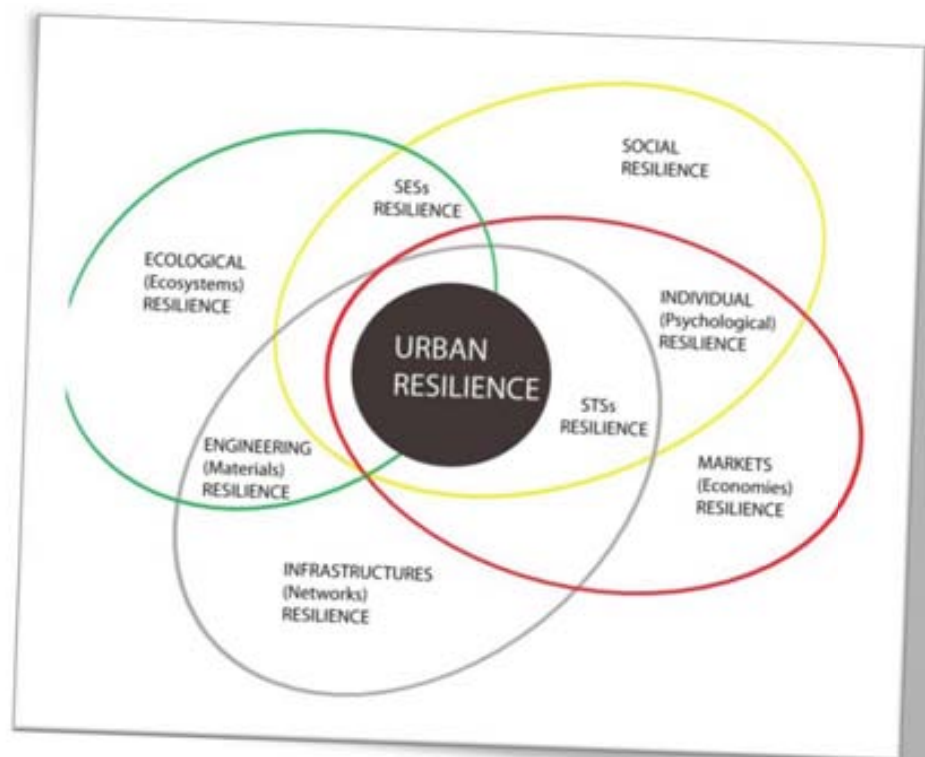 SOCIAL
RESILIENCE
SESs
RESILIENCE
ECOLOGICAL
(Ecosystems)
RESILIENCE
INDIVIDUAL
(Psychological)
RESILIENCE
URBAN
RESILIENCE
STSs
RESILIENCE
ENGINEERING
(Materials)
RESILIENCE
MARKETS
(Economies)
RESILIENCE
INFRASTRUCTURES
(Networks)
RESILIENCE